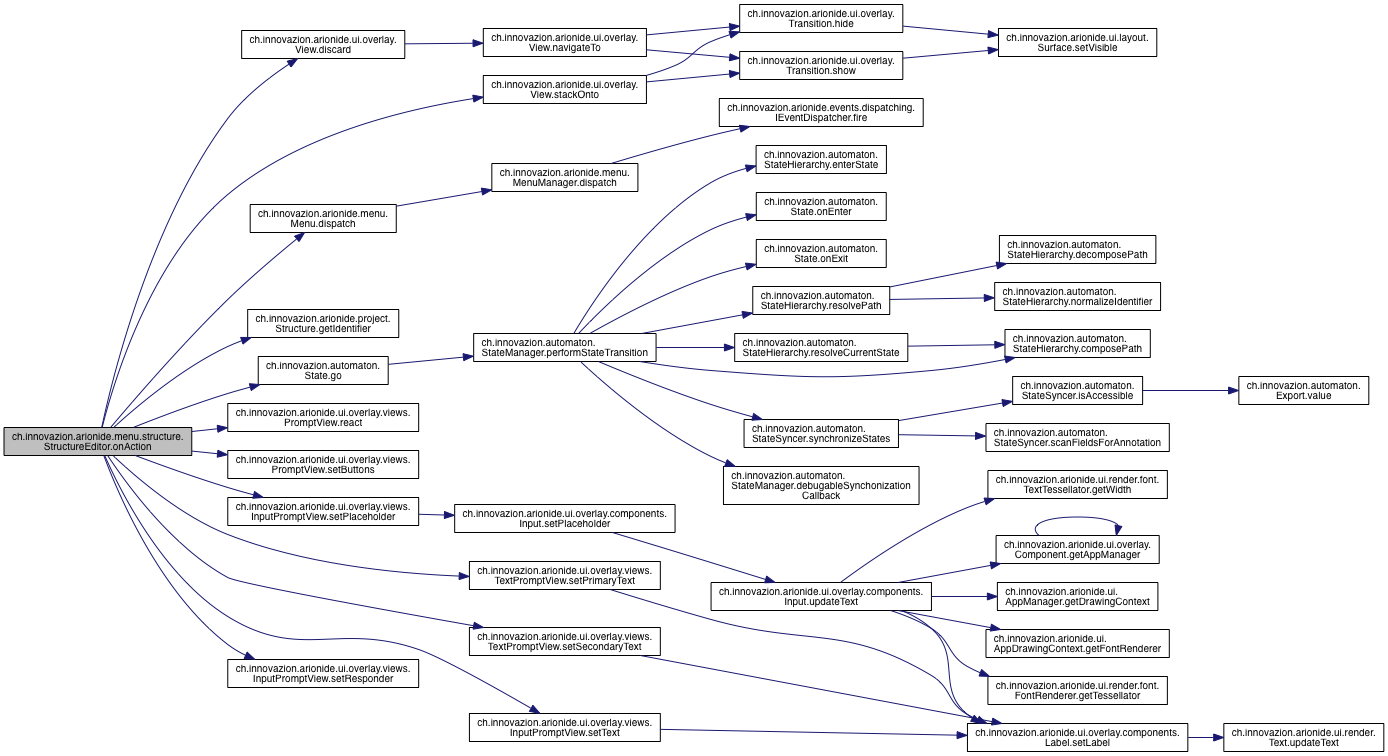 ch.innovazion.arionide.menu.structure.
StructureEditor.onAction
ch.innovazion.arionide.ui.overlay.
View.discard
ch.innovazion.arionide.ui.overlay.
View.navigateTo
ch.innovazion.arionide.ui.overlay.
Transition.hide
ch.innovazion.arionide.ui.layout.
Surface.setVisible
ch.innovazion.arionide.ui.overlay.
Transition.show
ch.innovazion.arionide.ui.overlay.
View.stackOnto
ch.innovazion.arionide.menu.
Menu.dispatch
ch.innovazion.arionide.menu.
MenuManager.dispatch
ch.innovazion.arionide.events.dispatching.
IEventDispatcher.fire
ch.innovazion.arionide.project.
Structure.getIdentifier
ch.innovazion.automaton.
State.go
ch.innovazion.automaton.
StateManager.performStateTransition
ch.innovazion.automaton.
StateHierarchy.enterState
ch.innovazion.automaton.
State.onEnter
ch.innovazion.automaton.
State.onExit
ch.innovazion.automaton.
StateHierarchy.resolvePath
ch.innovazion.automaton.
StateHierarchy.decomposePath
ch.innovazion.automaton.
StateHierarchy.normalizeIdentifier
ch.innovazion.automaton.
StateHierarchy.resolveCurrentState
ch.innovazion.automaton.
StateHierarchy.composePath
ch.innovazion.automaton.
StateSyncer.synchronizeStates
ch.innovazion.automaton.
StateSyncer.isAccessible
ch.innovazion.automaton.
Export.value
ch.innovazion.automaton.
StateSyncer.scanFieldsForAnnotation
ch.innovazion.automaton.
StateManager.debugableSynchonization
Callback
ch.innovazion.arionide.ui.overlay.views.
PromptView.react
ch.innovazion.arionide.ui.overlay.views.
PromptView.setButtons
ch.innovazion.arionide.ui.overlay.views.
InputPromptView.setPlaceholder
ch.innovazion.arionide.ui.overlay.components.
Input.setPlaceholder
ch.innovazion.arionide.ui.overlay.components.
Input.updateText
ch.innovazion.arionide.ui.render.font.
TextTessellator.getWidth
ch.innovazion.arionide.ui.overlay.
Component.getAppManager
ch.innovazion.arionide.ui.
AppManager.getDrawingContext
ch.innovazion.arionide.ui.
AppDrawingContext.getFontRenderer
ch.innovazion.arionide.ui.render.font.
FontRenderer.getTessellator
ch.innovazion.arionide.ui.overlay.components.
Label.setLabel
ch.innovazion.arionide.ui.render.
Text.updateText
ch.innovazion.arionide.ui.overlay.views.
TextPromptView.setPrimaryText
ch.innovazion.arionide.ui.overlay.views.
TextPromptView.setSecondaryText
ch.innovazion.arionide.ui.overlay.views.
InputPromptView.setResponder
ch.innovazion.arionide.ui.overlay.views.
InputPromptView.setText